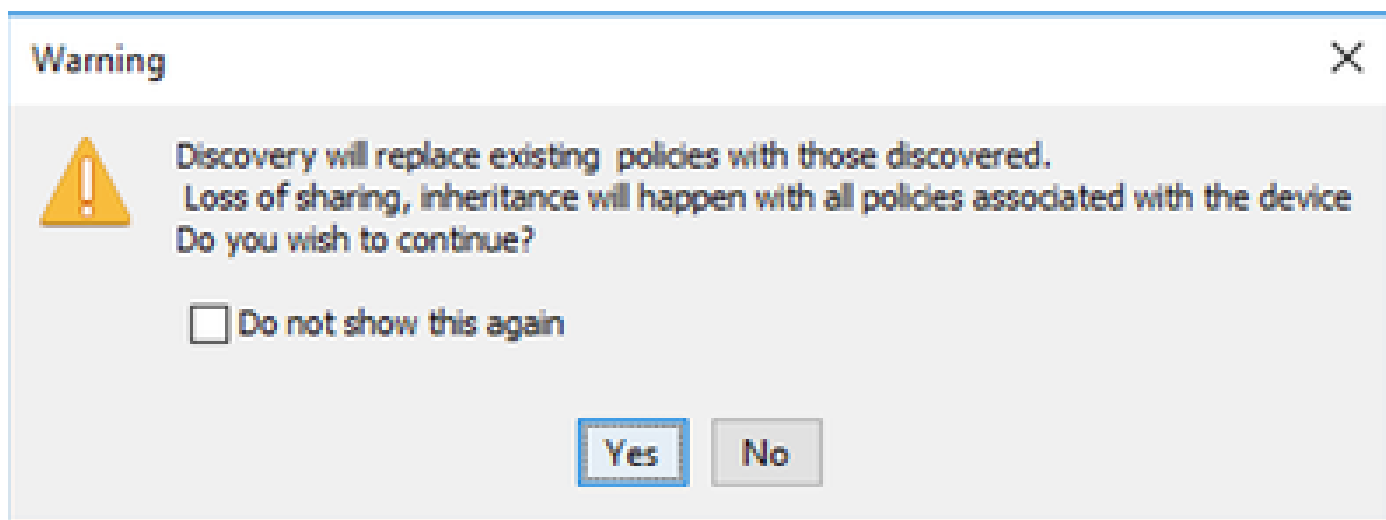 Warning
Discovery will replace existing policies with those discovered.
Loss of sharing, inheritance will happen with all policies associated with the device
Do you wish to continue?
Do not show this again
Yes
No